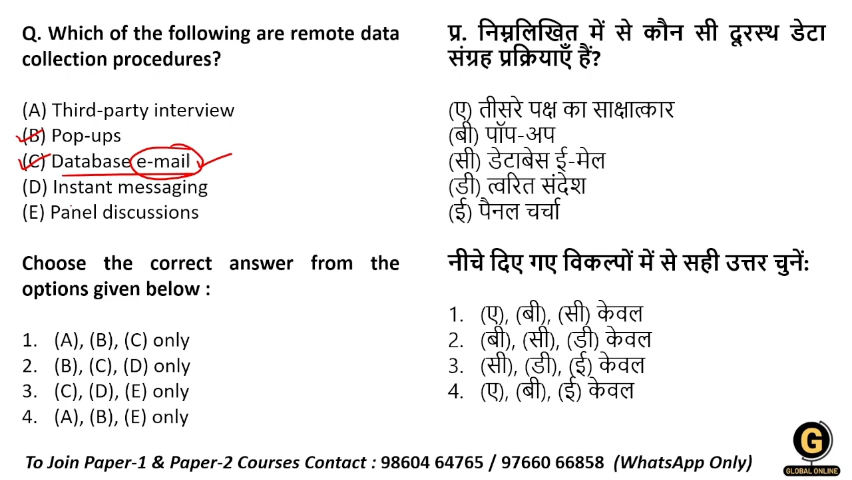 Q. Which of the following are remote data
collection procedures?
(A) Third-party interview
(B) Pop-ups
(C) Database e-mail
(D) Instant messaging
(E) Panel discussions
Choose the correct answer from the
options given below :
1. (A), (B), (C) only
2. (B), (C), (D) only
3. (C), (D), (E) only
4. (A), (B), (E) only
प्र. निम्नलिखित में से कौन सी दूरस्थ डेटा
संग्रह प्रक्रियाएँ हैं?
(ए) तीसरे पक्ष का साक्षात्कार
(बी) पॉप-अप
(सी) डेटाबेस ई-मेल
(डी) त्वरित संदेश
(ई) पैनल चर्चा
नीचे दिए गए विकल्पों में से सही उत्तर चुनें:
1. (ए), (बी), (सी) केवल
2. (बी), (सी), (डी) केवल
3. (सी), (डी), (ई) केवल
4. (ए), (बी), (ई) केवल
To Join Paper-1 & Paper-2 Courses Contact : 98604 64765 / 97660 66858 (WhatsApp Only)
G
GLOBAL ONLINE